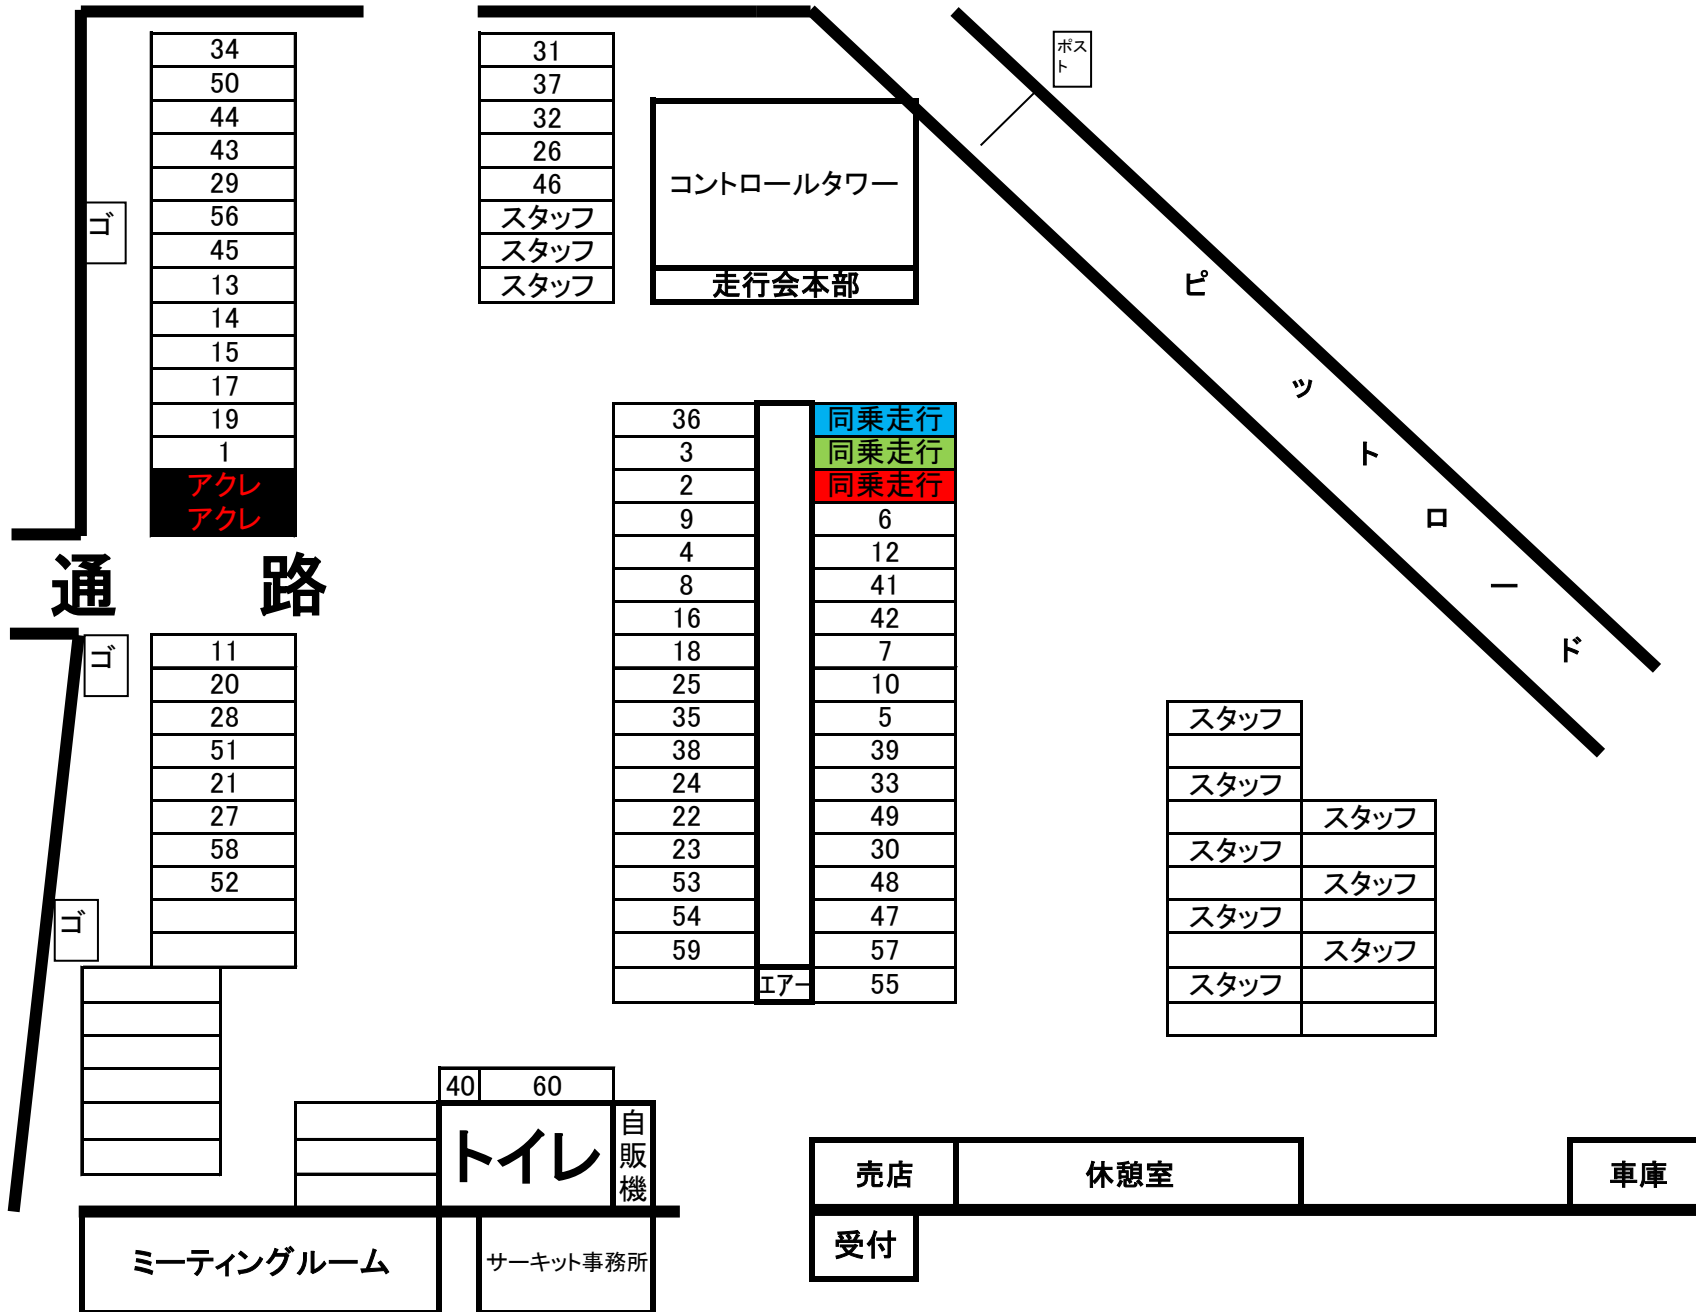 34
50
44
43
29
56
45
13
14
15
17
19
1
アクレ
アクレ
31
37
32
26
46
スタッフ
スタッフ
スタッフ
コントロールタワー
走行会本部
ポス
ト
ピ
ッ
ト
ロ
ー
ド
ゴ
通 路
ゴ
11
20
28
51
21
27
58
52
ゴ
36
3
2
9
4
8
16
18
25
35
38
24
22
23
53
54
59
エアー
同乗走行
同乗走行
同乗走行
6
12
41
42
7
10
5
39
33
49
30
48
47
57
55
スタッフ
スタッフ
スタッフ
スタッフ
スタッフ
スタッフ
スタッフ
スタッフ
40 60
トイレ
自
販
機
ミーティングルーム
サーキット事務所
売店
休憩室
車庫
受付